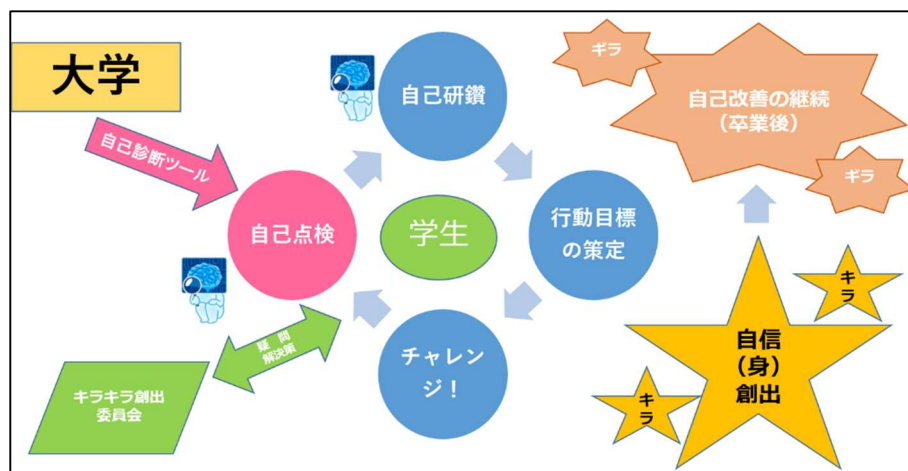 大学
自己診断ツール
自己点検
自己研鑽
行動目標
の策定
チャレン
ジ！
学生
疑　問
解決策
キラキラ創出
委員会
ギラ
自己改善の継続
（卒業後）
ギラ
キラ
自信
（身）
創出
キラ